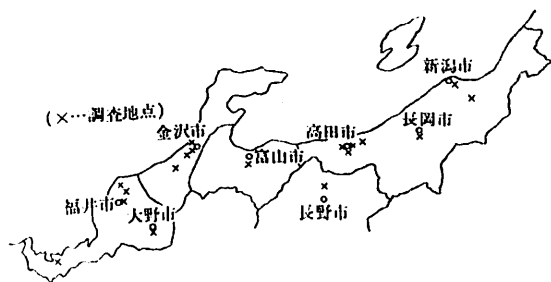 新潟市
(×…調査地点)
金沢市
高田市
長岡市
富山市
福井市
大野市
長野市